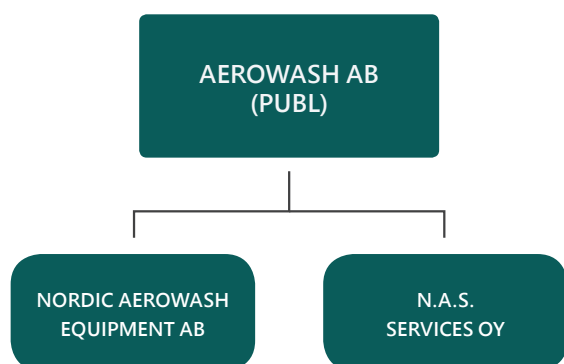 AEROWASH AB
(PUBL)
NORDIC AEROWASH
EQUIPMENT AB
N.A.S.
SERVICES OY